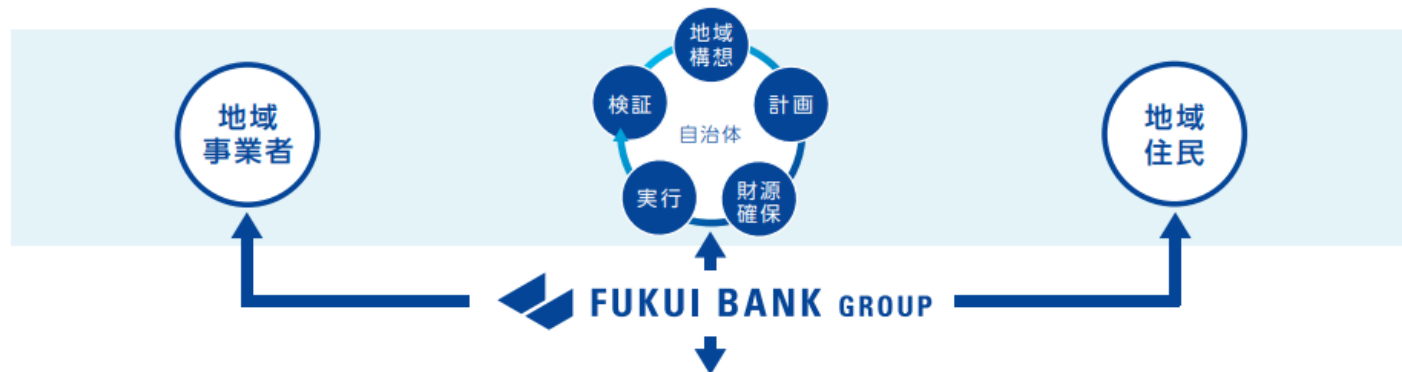 地域
事業者
地域
構想
計画
財源
確保
実行
検証
自治体
地域
住民
FUKUI BANK GROUP